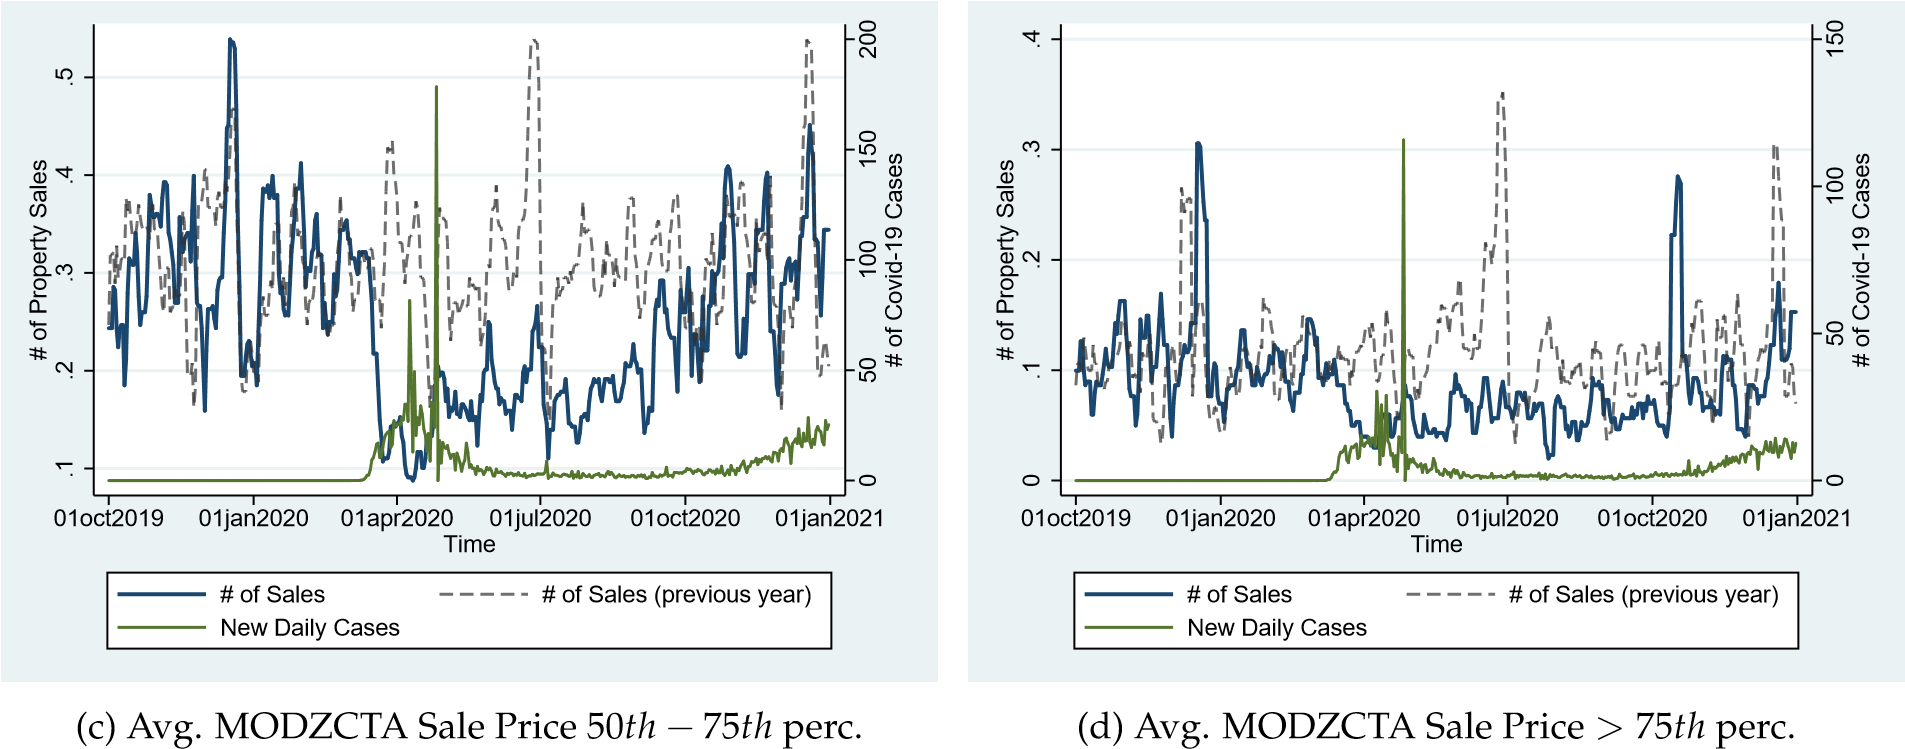 # of Property Sales
.5
.4
.3
.2
.1
200
150
100
50
0
# of Covid-19 Cases
01oct2019 01jan2020 01apr2020 01jul2020 01oct2020 01jan2021
Time
# of Sales # of Sales (previous year)
New Daily Cases
(c) Avg. MODZCTA Sale Price 50th − 75th perc.
# of Property Sales
.4
.3
.2
.1
0
150
100
50
0
# of Covid-19 Cases
01oct2019 01jan2020 01apr2020 01jul2020 01oct2020 01jan2021
Time
# of Sales # of Sales (previous year)
New Daily Cases
(d) Avg. MODZCTA Sale Price > 75th perc.